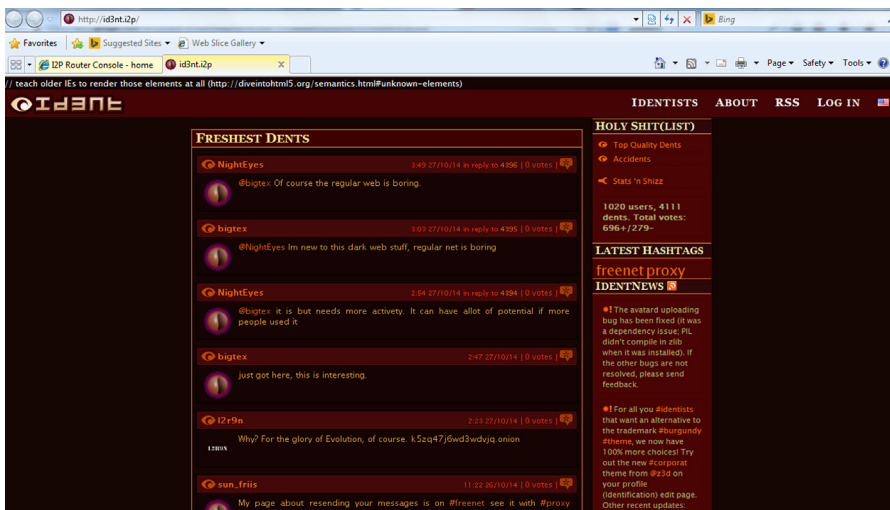 http://id3nt.i2p/
Bing
Favorites
Suggested Sites
Web Slice Gallery
I2P Router Console - home
id3nt.i2p
X
Page
Safety
Tools
// teach older IEs to render those elements at all (http://diveintohtml5.org/semantics.html#unknown-elements)
Identists About RSS Log in
Freshest Dents
NightEyes 3:49 27/10/14 in reply to 4396 | 0 votes |
@bigtex Of course the regular web is boring.
bigtex 3:03 27/10/14 in reply to 4395 | 0 votes |
@NightEyes Im new to this dark web stuff, regular net is boring
NightEyes 2:54 27/10/14 in reply to 4394 | 0 votes |
@bigtex it is but needs more activety. It can have allot of potential if more
people used it
bigtex 2:47 27/10/14 | 0 votes |
just got here, this is interesting.
l2r9n 2:23 27/10/14 | 0 votes |
Why? For the glory of Evolution, of course. k5zq47j6wd3wdvjq.onion
l2R9N
sun_friis 11:22 26/10/14 | 0 votes |
My page about resending your messages is on #freenet see it with #proxy
Holy Shit(list)
Top Quality Dents
Accidents
Stats 'n Shizz
1020 users, 4111
dents. Total votes:
696+/279-
Latest Hashtags
freenet proxy
IdentNews
! The avatard uploading
bug has been fixed (it was
a dependency issue; PIL
didn't compile in zlib
when it was installed). If
the other bugs are not
resolved, please send
feedback.
! For all you #identists
that want an alternative to
the trademark #burgundy
#theme, we now have
100% more choices! Try
out the new #corporat
theme from @z3d on
your profile
(Identification) edit page.
Other recent updates: